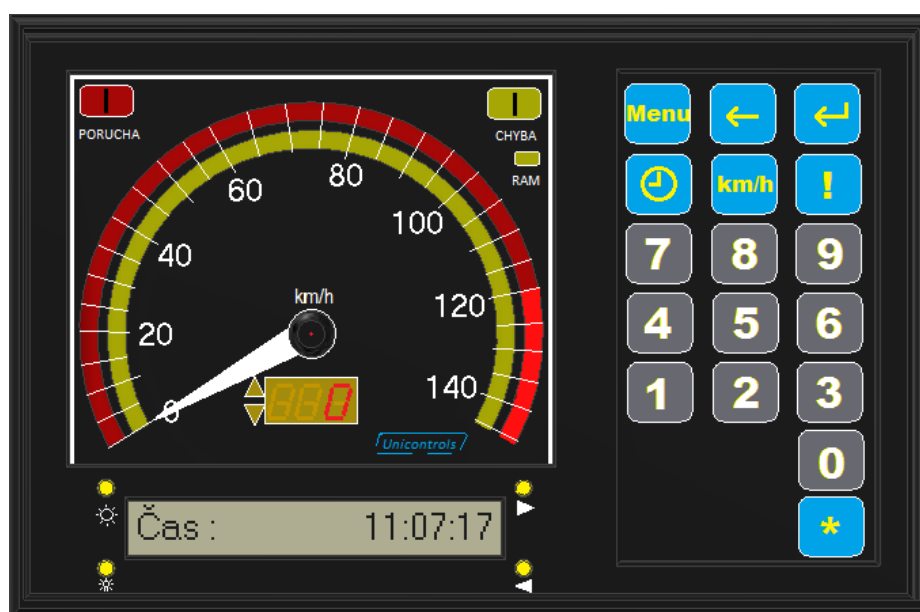 PORUCHA
CHYBA
RAM
0
20
40
60
80
100
120
140
km/h
0
Unicontrols
Čas : 11:07:17
Menu ← ↵
km/h !
7 8 9
4 5 6
1 2 3
0
*